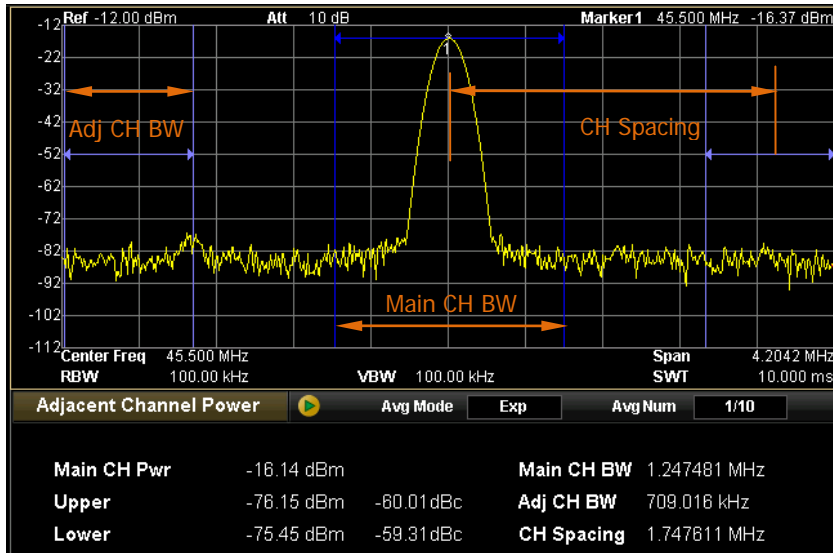 Ref -12.00 dBm Att 10 dB Marker1 45.500 MHz -16.37 dBm
-12
1
-22
-32
-42
Adj CH BW CH Spacing
-52
-62
-72
-82
-92
Main CH BW
-102
-112
Center Freq 45.500 MHz Span 4.2042 MHz
RBW 100.00 kHz VBW 100.00 kHz SWT 10.000 ms
Adjacent Channel Power Avg Mode Exp Avg Num 1/10
Main CH Pwr -16.14 dBm Main CH BW 1.247481 MHz
Upper -76.15 dBm -60.01dBc Adj CH BW 709.016 kHz
Lower -75.45 dBm -59.31dBc CH Spacing 1.747611 MHz